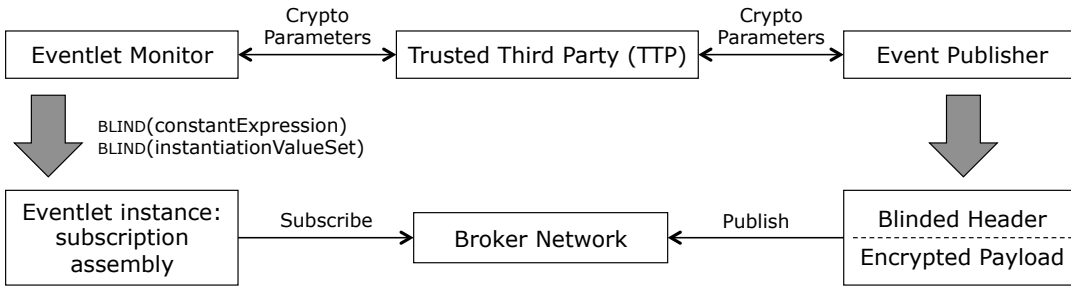 Crypto
Parameters
Crypto
Parameters
Eventlet Monitor
Trusted Third Party (TTP)
Event Publisher
BLIND(constantExpression)
BLIND(instantiationValueSet)
Eventlet instance:
subscription
assembly
Subscribe
Broker Network
Publish
Blinded Header
Encrypted Payload